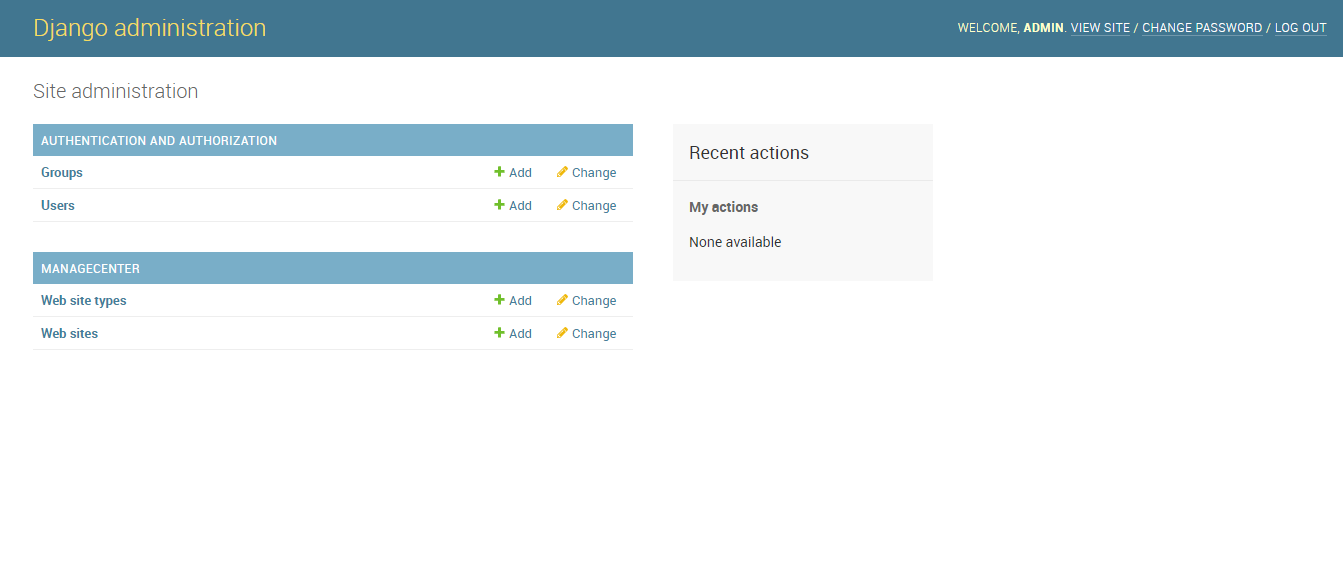 Django administration
WELCOME, ADMIN. VIEW SITE / CHANGE PASSWORD / LOG OUT
Site administration
AUTHENTICATION AND AUTHORIZATION
Groups Add Change
Users Add Change
MANAGECENTER
Web site types Add Change
Web sites Add Change
Recent actions
My actions
None available